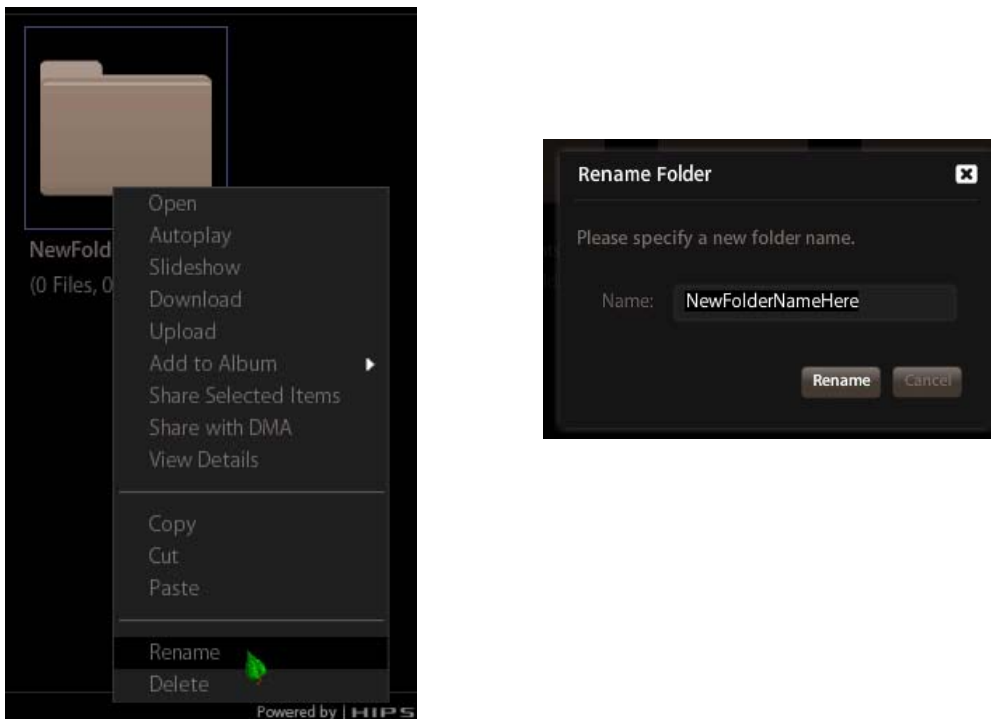 NewFold
(0 Files, 0
Open
Autoplay
Slideshow
Download
Upload
Add to Album
Share Selected Items
Share with DMA
View Details
Copy
Cut
Paste
Rename
Delete
Powered by | HIPS
Rename Folder
Please specify a new folder name.
Name: NewFolderNameHere
Rename Cancel